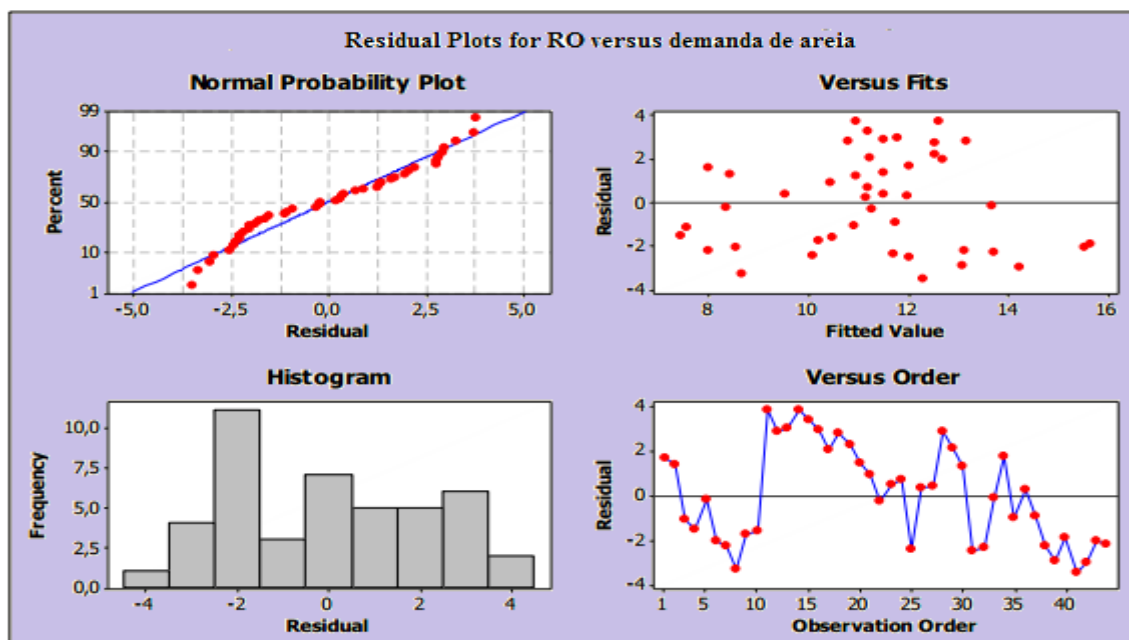 Residual Plots for RO versus demanda de areia
Normal Probability Plot
99
90
50
10
1
Percent
-5,0 -2,5 0,0 2,5 5,0
Residual
Versus Fits
4
2
0
-2
-4
Residual
8 10 12 14 16
Fitted Value
Histogram
10,0
7,5
5,0
2,5
0,0
Frequency
-4 -2 0 2 4
Residual
Versus Order
4
2
0
-2
-4
Residual
1 5 10 15 20 25 30 35 40
Observation Order